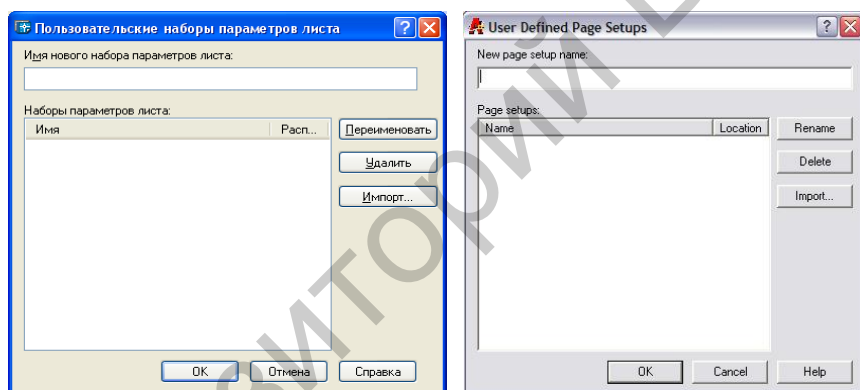 Пользовательские наборы параметров листа
Имя нового набора параметров листа:
Наборы параметров листа:
Имя
Расп...
Переименовать
Удалить
Импорт...
OK
Отмена
Справка
User Defined Page Setups
New page setup name:
Page setups:
Name
Location
Rename
Delete
Import...
OK
Cancel
Help